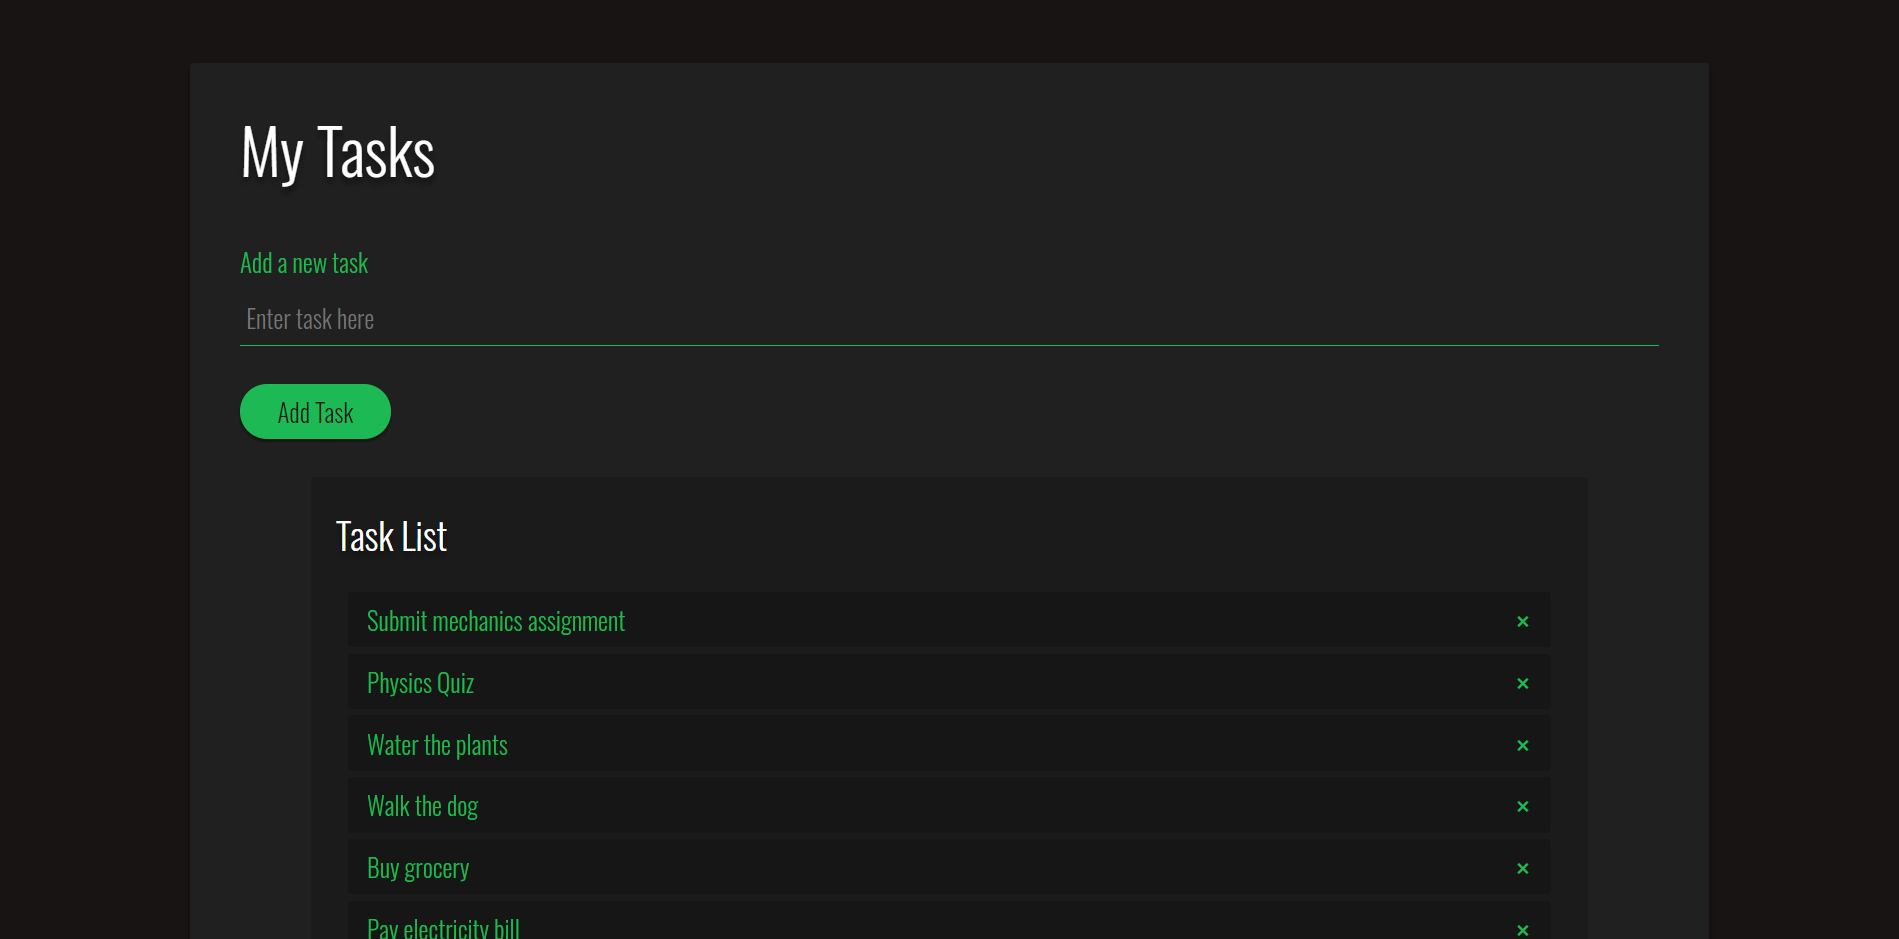 My Tasks
Add a new task
Enter task here
Add Task
Task List
Submit mechanics assignment ×
Physics Quiz ×
Water the plants ×
Walk the dog ×
Buy grocery ×
Pay electricity bill ×